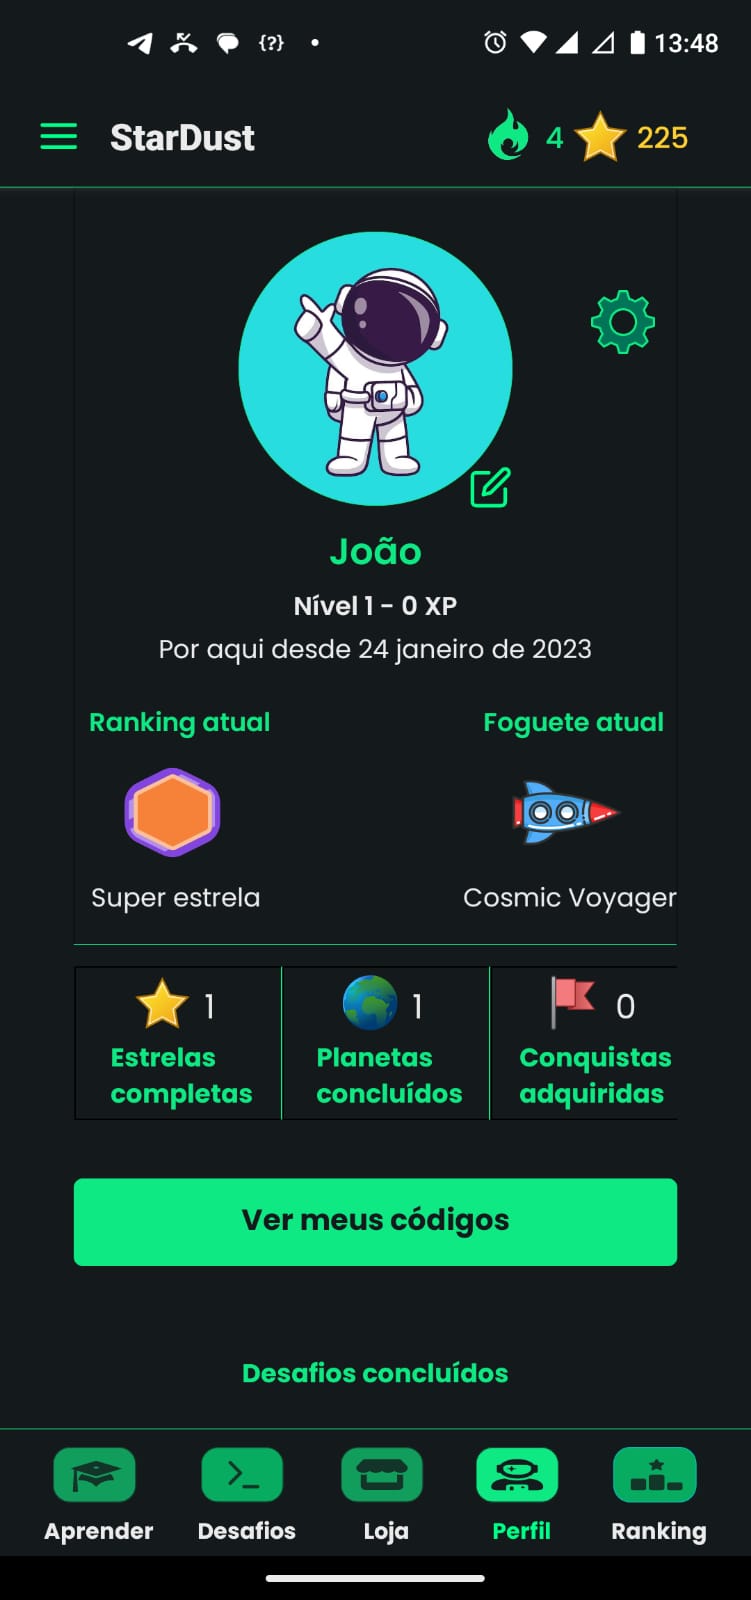 {?} 13:48
StarDust 4 225
João
Nível 1 - 0 XP
Por aqui desde 24 janeiro de 2023
Ranking atual Foguete atual
Super estrela Cosmic Voyager
1 1 0
Estrelas Planetas Conquistas
completas concluídos adquiridas
Ver meus códigos
Desafios concluídos
Aprender Desafios Loja Perfil Ranking